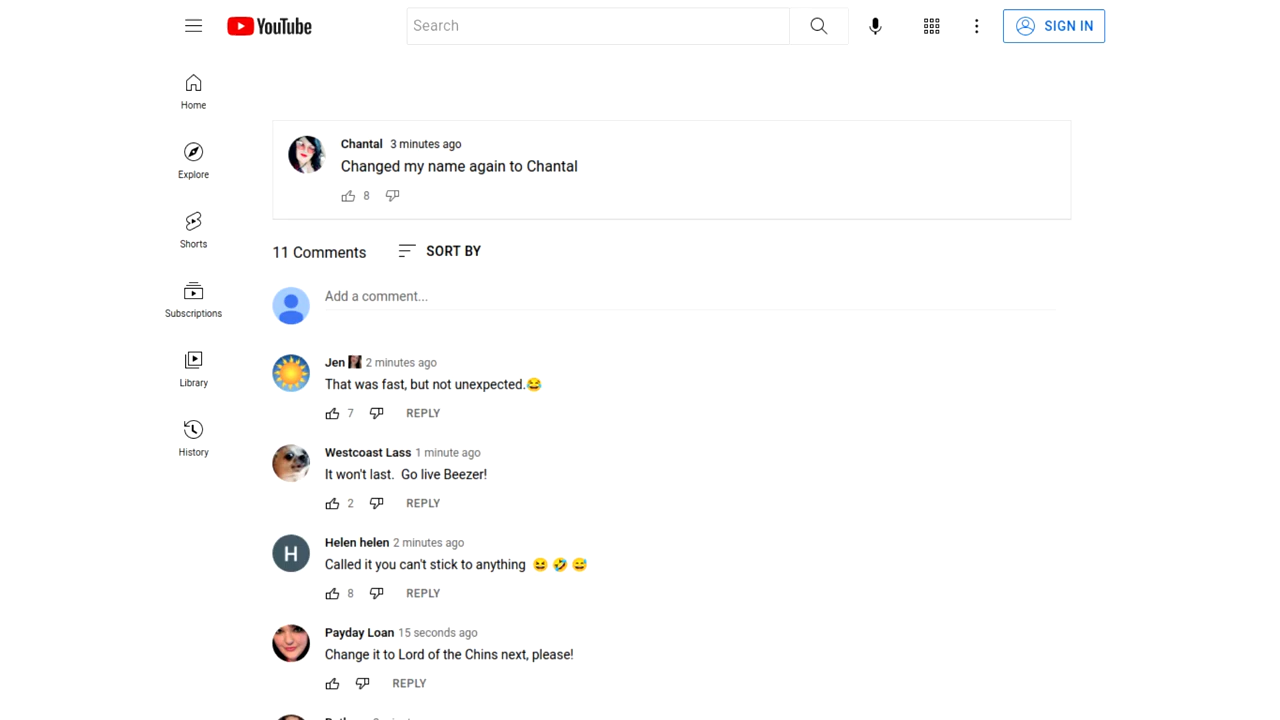 YouTube
Search
SIGN IN
Home
Explore
Shorts
Subscriptions
Library
History
Chantal 3 minutes ago
Changed my name again to Chantal
8
11 Comments SORT BY
Add a comment...
Jen 2 minutes ago
That was fast, but not unexpected.😂
7 REPLY
Westcoast Lass 1 minute ago
It won't last.  Go live Beezer!
2 REPLY
Helen helen 2 minutes ago
H
Called it you can't stick to anything 😆 🤣 😅
8 REPLY
Payday Loan 15 seconds ago
Change it to Lord of the Chins next, please!
REPLY